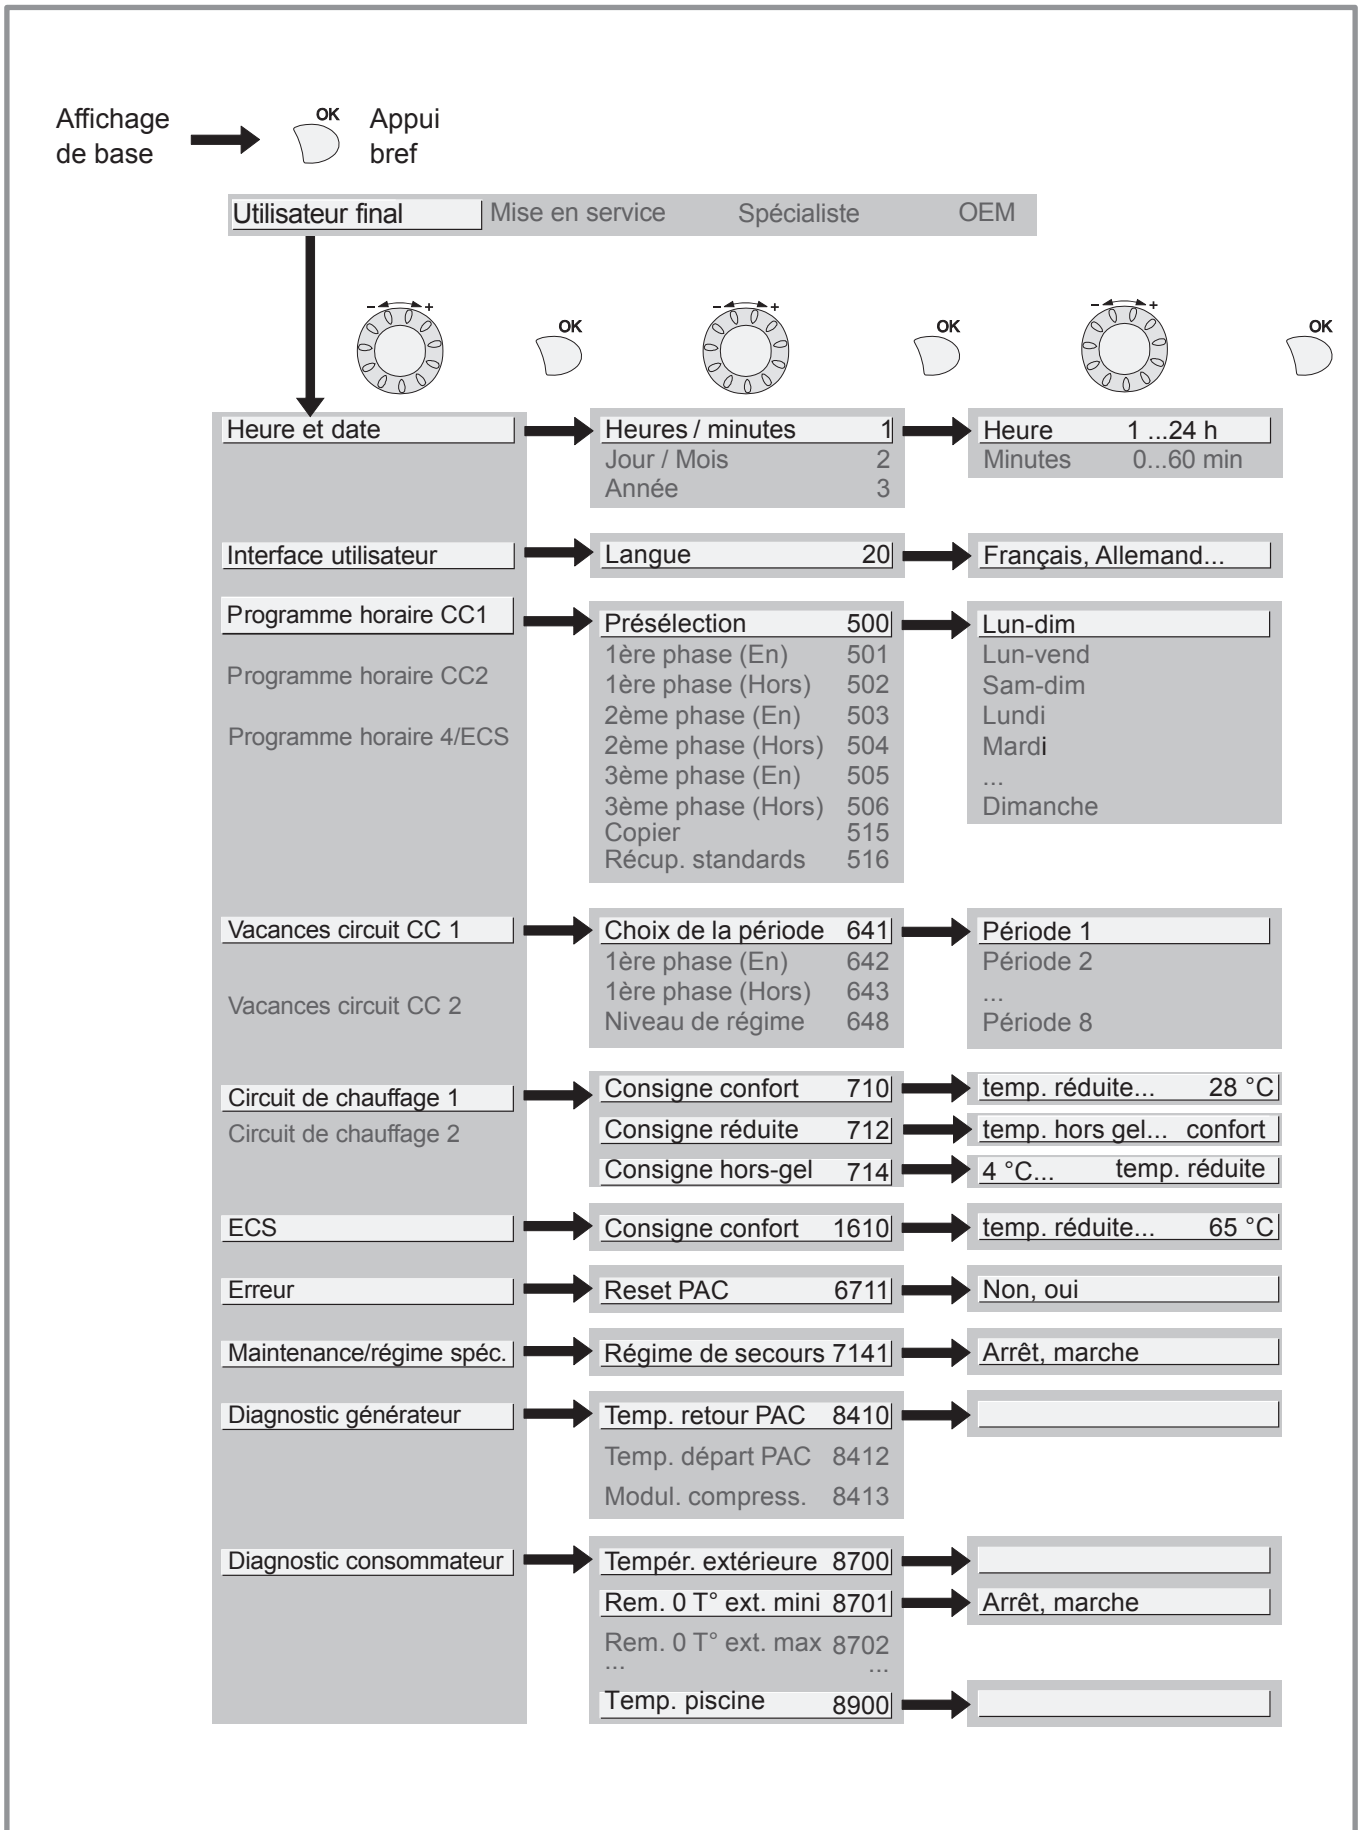 Affichage
de base
OK
Appui
bref
Utilisateur final Mise en service Spécialiste OEM
- +
OK
- +
OK
- +
OK
Heure et date
Heures / minutes 1
Heure 1 ...24 h
Jour / Mois 2
Minutes 0...60 min
Année 3
Interface utilisateur
Langue 20
Français, Allemand...
Programme horaire CC1
Présélection 500
Lun-dim
1ère phase (En) 501
Lun-vend
Programme horaire CC2
1ère phase (Hors) 502
Sam-dim
2ème phase (En) 503
Lundi
Programme horaire 4/ECS
2ème phase (Hors) 504
Mardi
3ème phase (En) 505
...
3ème phase (Hors) 506
Dimanche
Copier 515
Récup. standards 516
Vacances circuit CC 1
Choix de la période 641
Période 1
1ère phase (En) 642
Période 2
1ère phase (Hors) 643
...
Vacances circuit CC 2
Niveau de régime 648
Période 8
Circuit de chauffage 1
Consigne confort 710
temp. réduite... 28 °C
Circuit de chauffage 2
Consigne réduite 712
temp. hors gel... confort
Consigne hors-gel 714
4 °C... temp. réduite
ECS
Consigne confort 1610
temp. réduite... 65 °C
Erreur
Reset PAC 6711
Non, oui
Maintenance/régime spéc.
Régime de secours 7141
Arrêt, marche
Diagnostic générateur
Temp. retour PAC 8410
Temp. départ PAC 8412
Modul. compress. 8413
Diagnostic consommateur
Tempér. extérieure 8700
Rem. 0 T° ext. mini 8701
Arrêt, marche
Rem. 0 T° ext. max 8702
... ...
Temp. piscine 8900